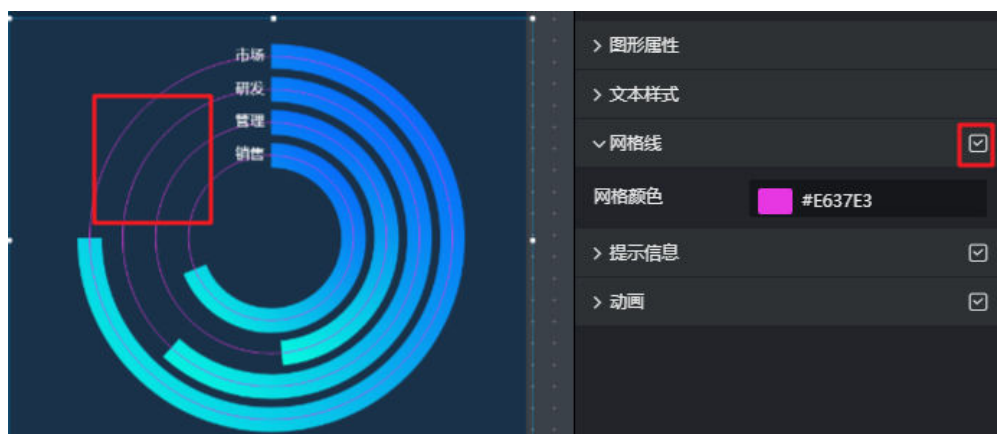 市场
研发
管理
销售
图形属性
文本样式
网格线
网格颜色
#E637E3
提示信息
动画